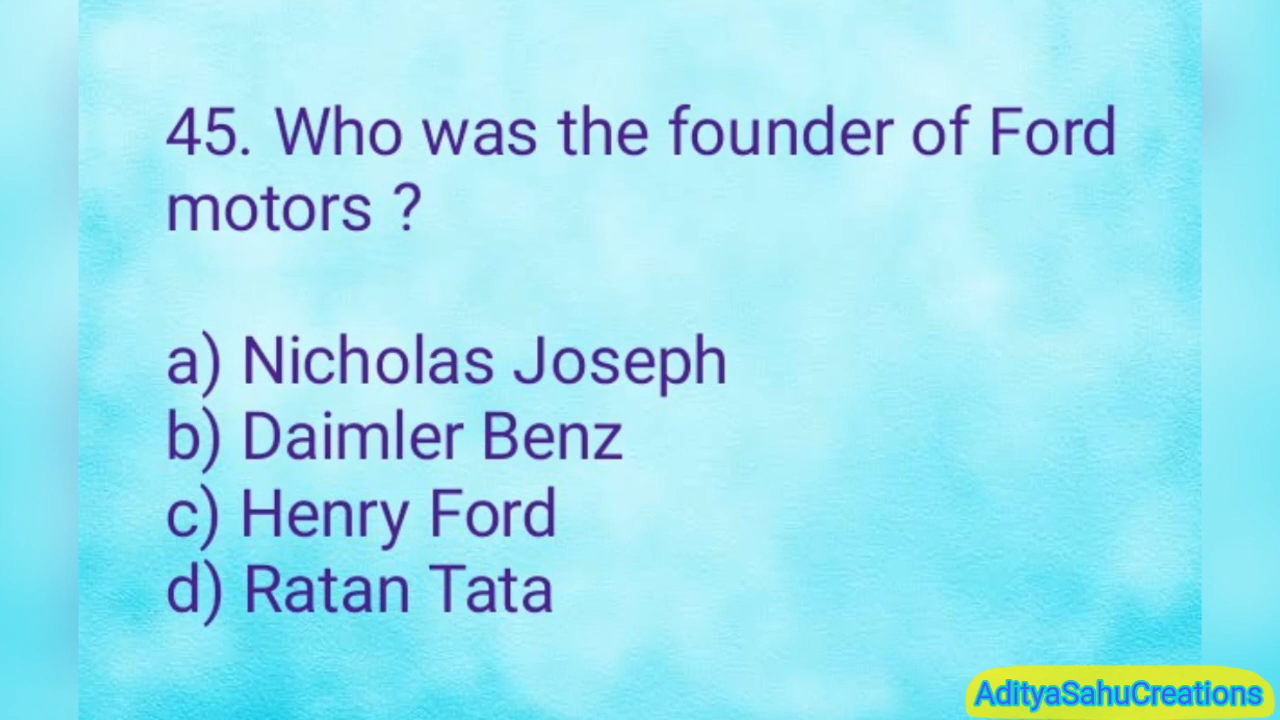 45. Who was the founder of Ford
motors ?
a) Nicholas Joseph
b) Daimler Benz
c) Henry Ford
d) Ratan Tata
AdityaSahuCreations